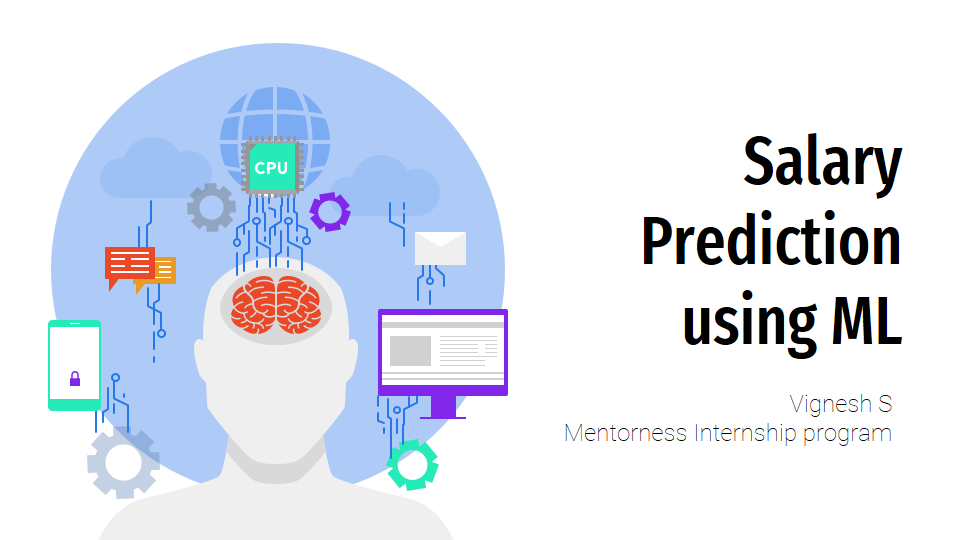 CPU
Salary
Prediction
using ML
Vignesh S
Mentorness Internship program